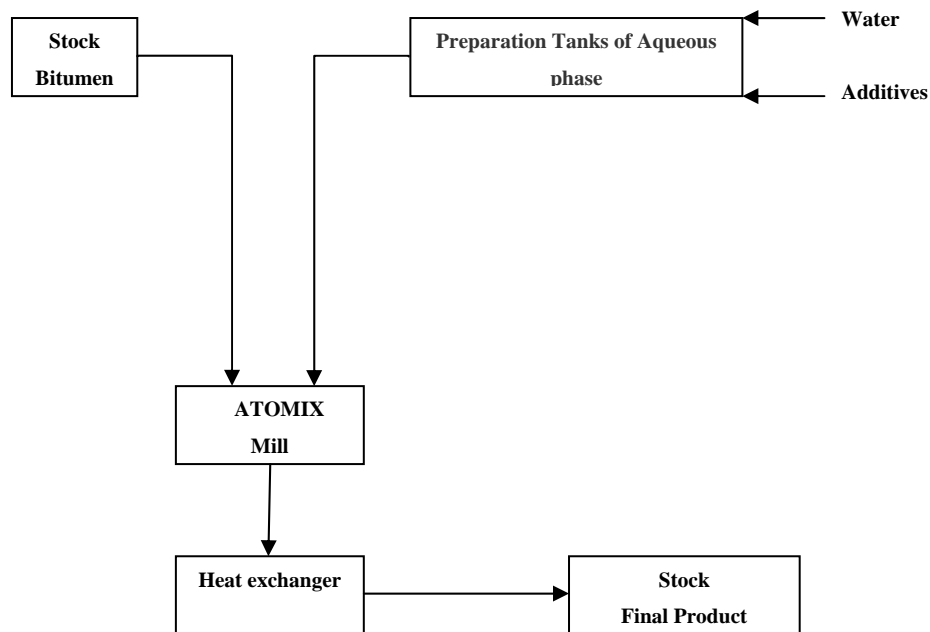 Stock
Bitumen
Preparation Tanks of Aqueous
phase
Water
Additives
ATOMIX
Mill
Heat exchanger
Stock
Final Product